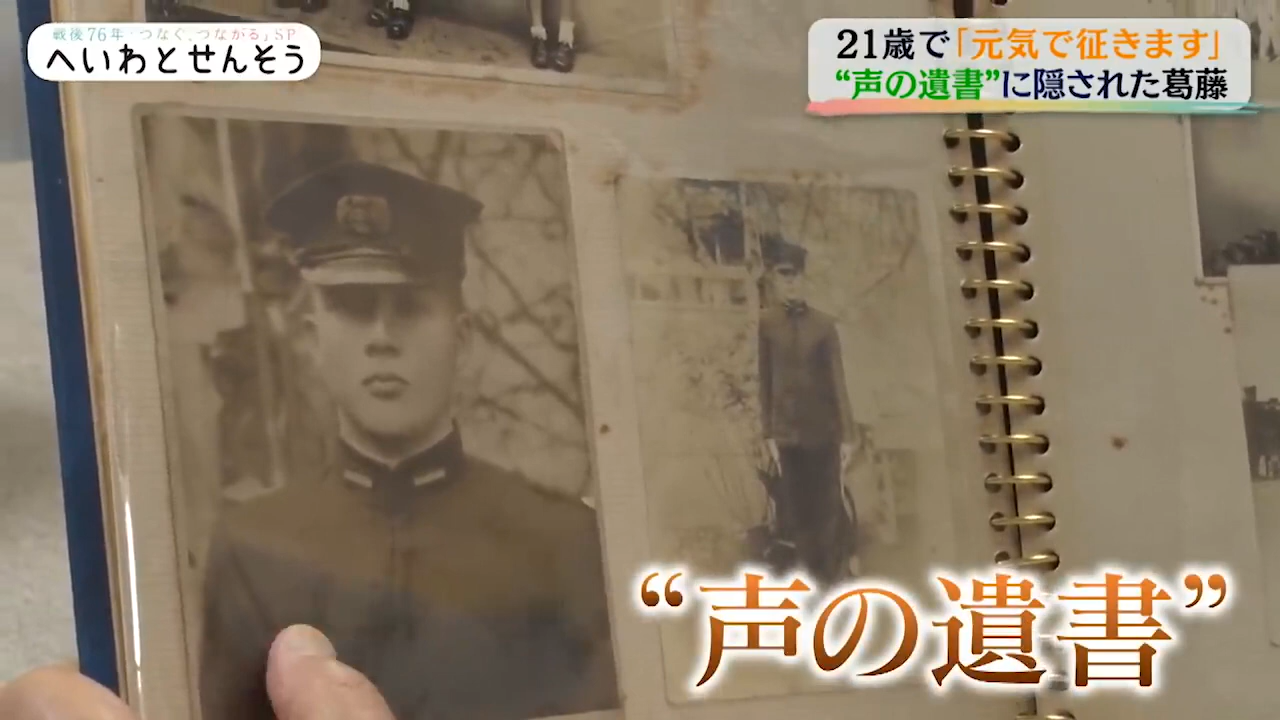 戦後76年「つなぐ、つながる」SP
へいわとせんそう
21歳で「元気で征きます」
“声の遺書”に隠された葛藤
“声の遺書”